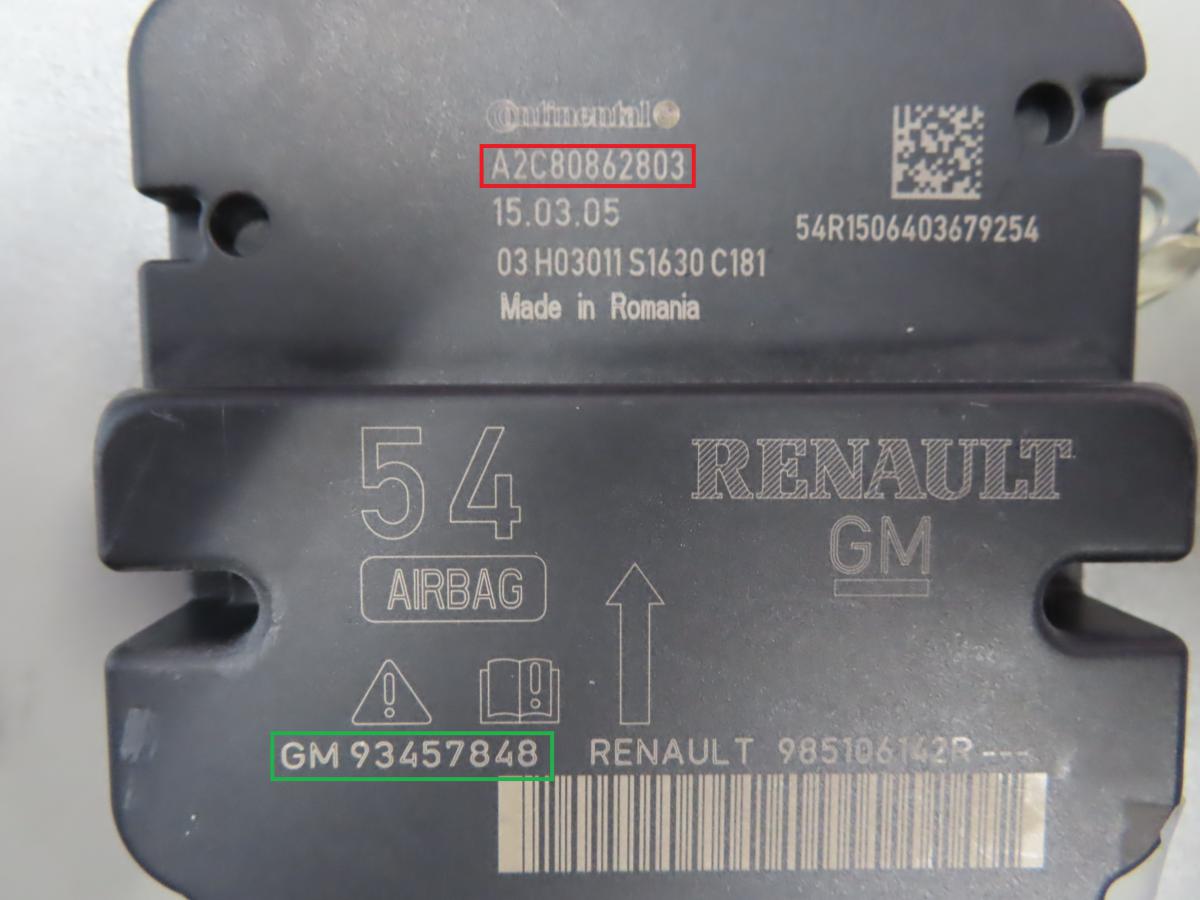 Continental
A2C80862803
15.03.05
54R1506403679254
03 H03011 S1630 C181
Made in Romania
54
RENAULT
GM
AIRBAG
GM 93457848 RENAULT 985106142R---